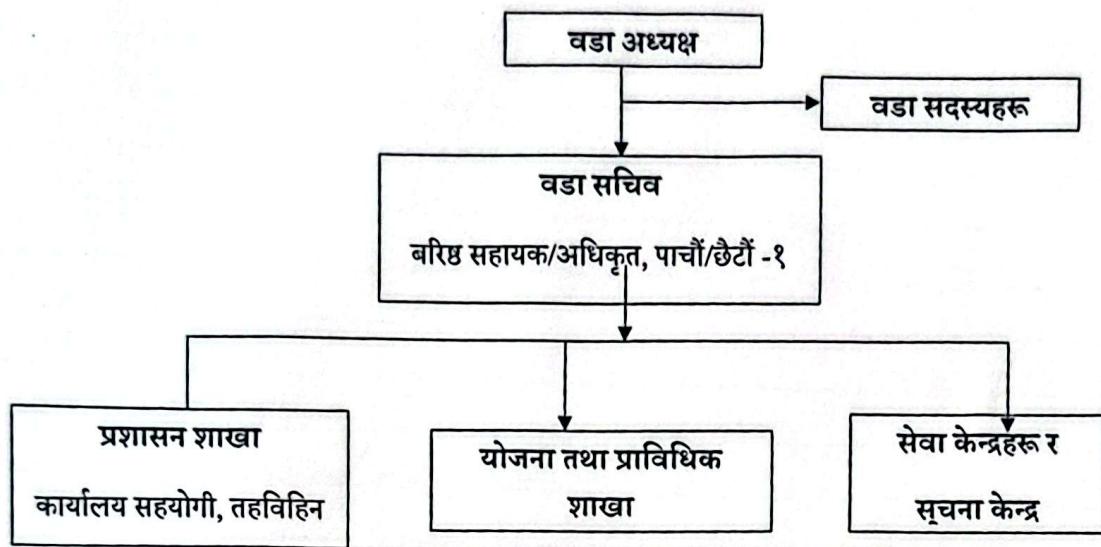 वडा अध्यक्ष
वडा सदस्यहरू
वडा सचिव
बरिष्ठ सहायक/अधिकृत, पाचौं/छैटौं -१
प्रशासन शाखा
कार्यालय सहयोगी, तहविहिन
योजना तथा प्राविधिक
शाखा
सेवा केन्द्रहरू र
सूचना केन्द्र